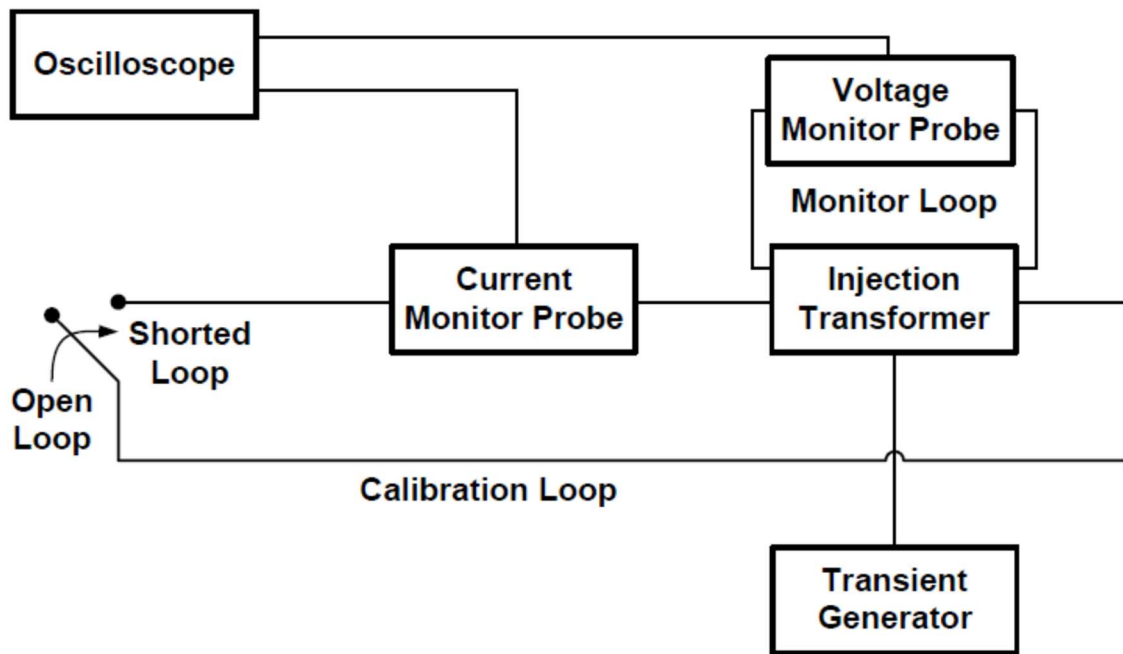 Oscilloscope
Voltage
Monitor Probe
Monitor Loop
Current
Monitor Probe
Injection
Transformer
Shorted
Loop
Open
Loop
Calibration Loop
Transient
Generator